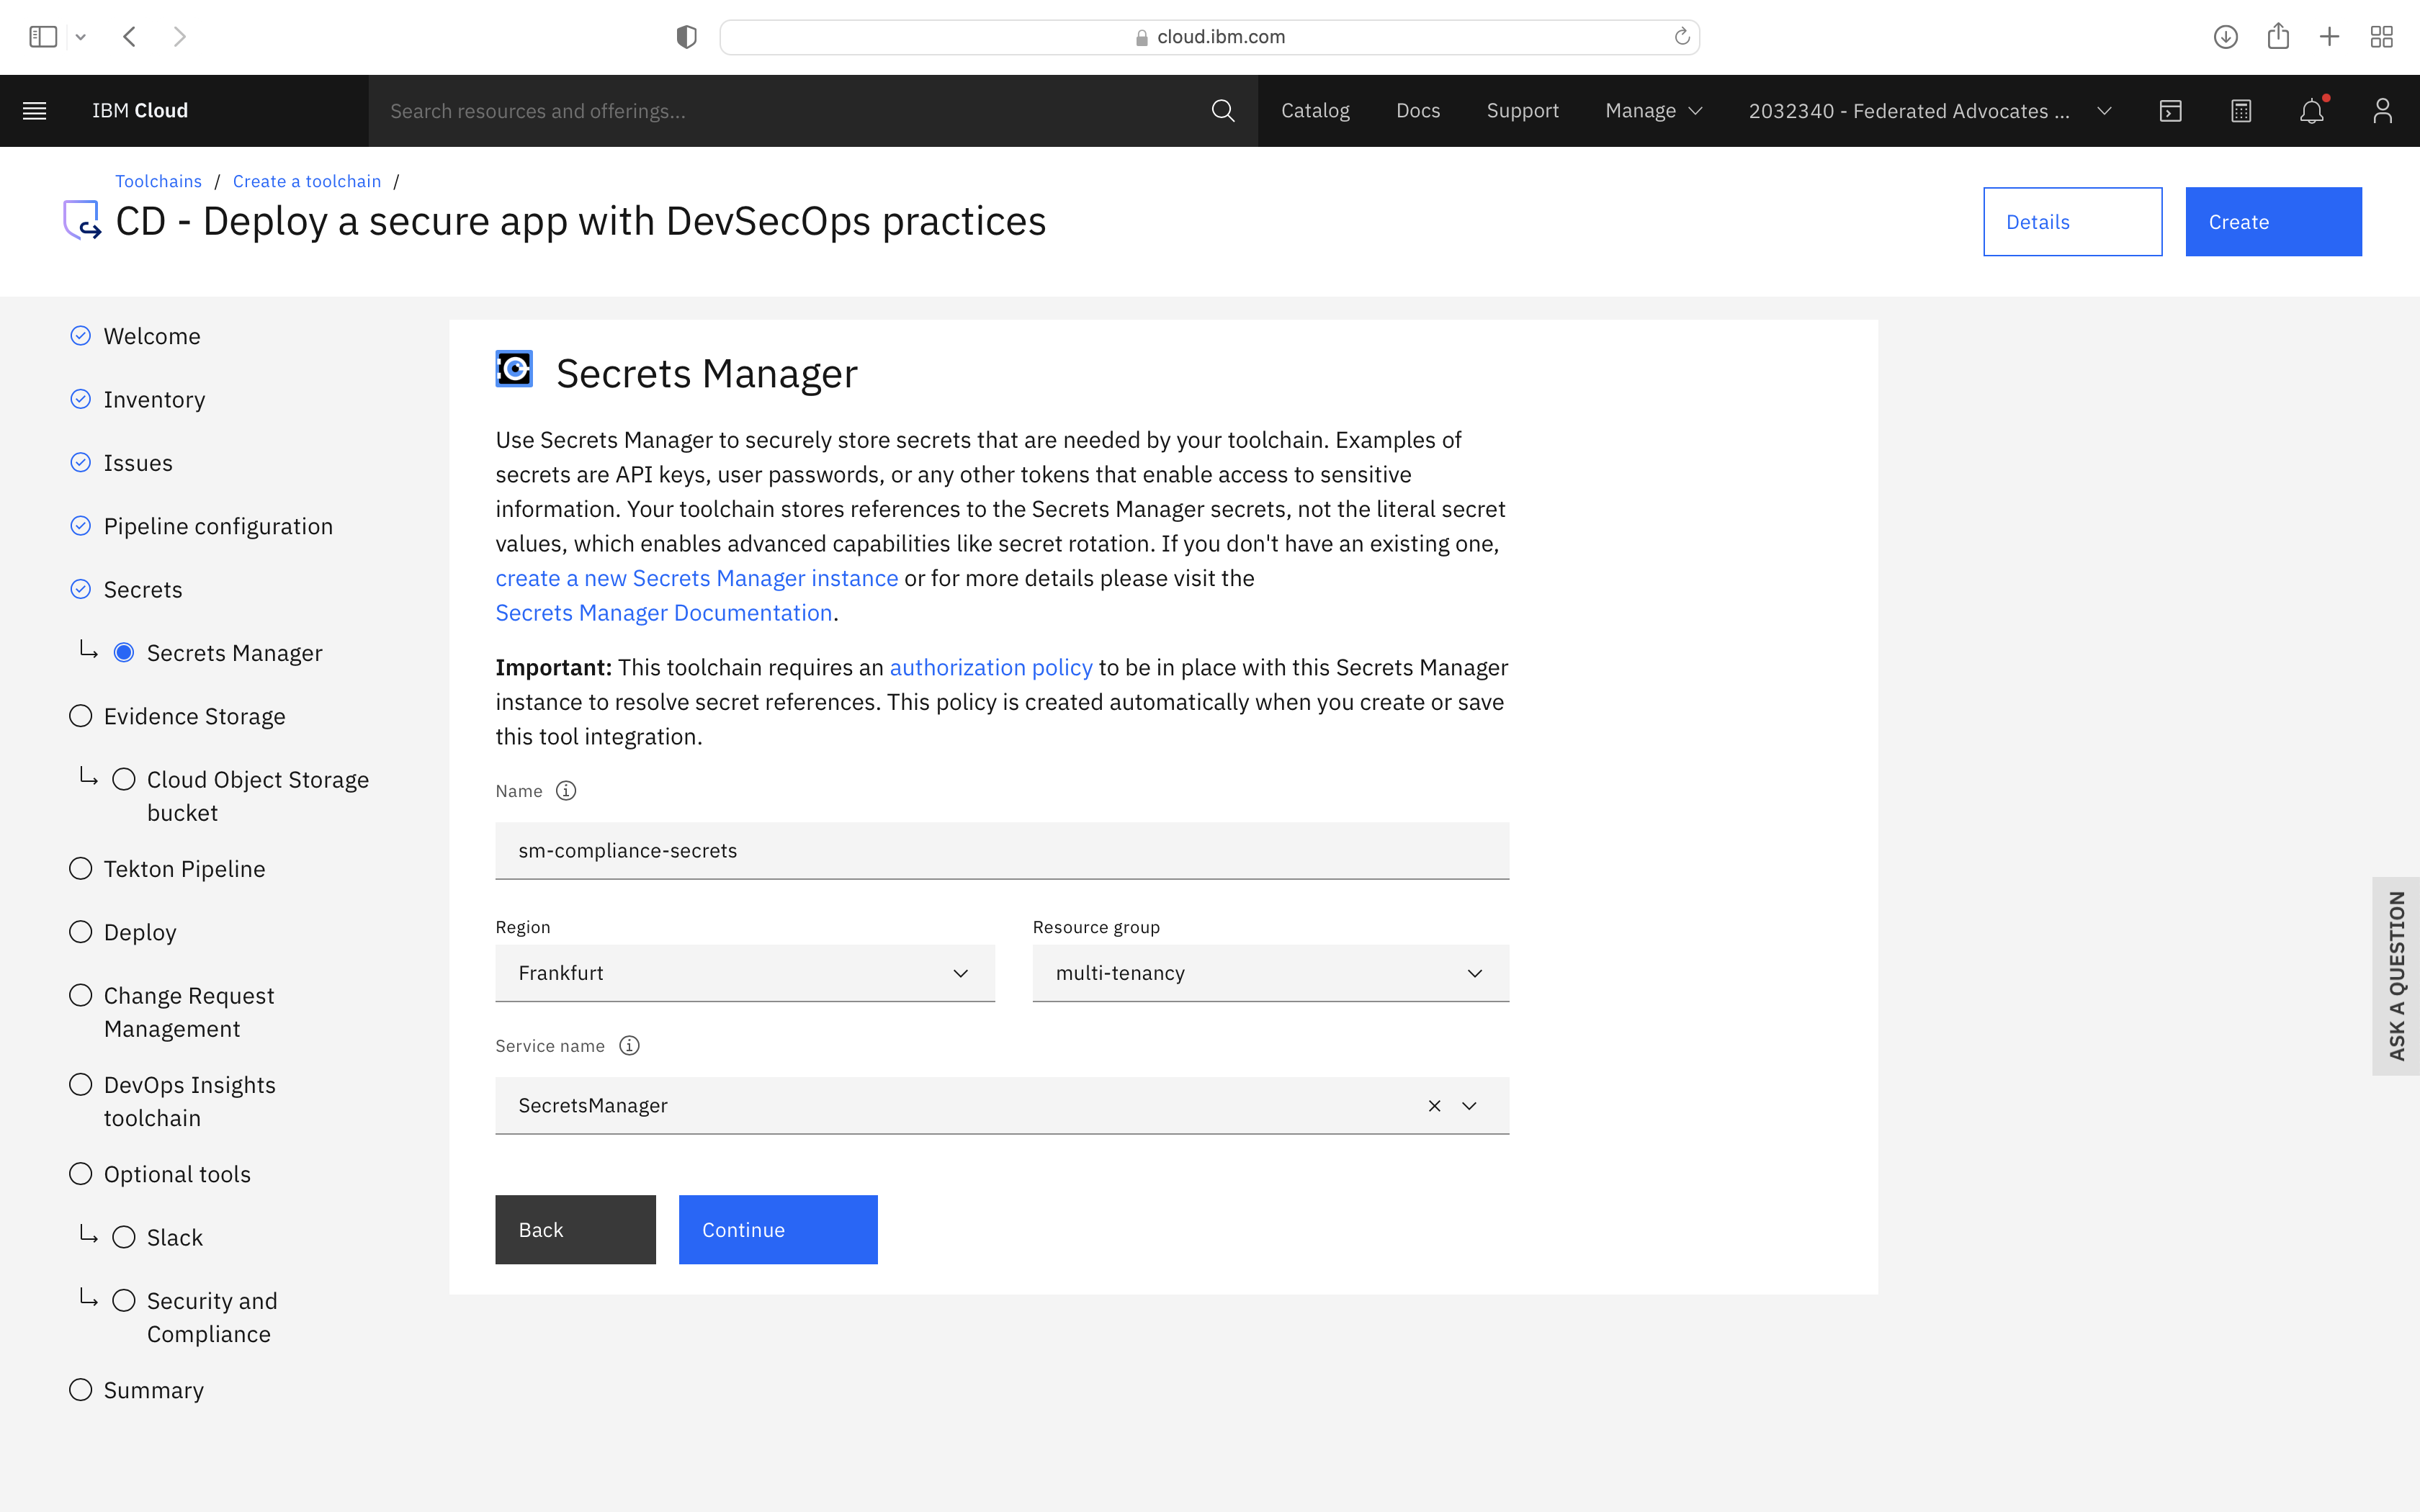 cloud.ibm.com
IBM Cloud
Search resources and offerings...
Catalog
Docs
Support
Manage
2032340 - Federated Advocates ...
Toolchains / Create a toolchain /
CD - Deploy a secure app with DevSecOps practices
Details
Create
Welcome
Inventory
Issues
Pipeline configuration
Secrets
Secrets Manager
Evidence Storage
Cloud Object Storage
bucket
Tekton Pipeline
Deploy
Change Request
Management
DevOps Insights
toolchain
Optional tools
Slack
Security and
Compliance
Summary
Secrets Manager
Use Secrets Manager to securely store secrets that are needed by your toolchain. Examples of
secrets are API keys, user passwords, or any other tokens that enable access to sensitive
information. Your toolchain stores references to the Secrets Manager secrets, not the literal secret
values, which enables advanced capabilities like secret rotation. If you don't have an existing one,
create a new Secrets Manager instance or for more details please visit the
Secrets Manager Documentation.
Important: This toolchain requires an authorization policy to be in place with this Secrets Manager
instance to resolve secret references. This policy is created automatically when you create or save
this tool integration.
Name
sm-compliance-secrets
Region
Resource group
Frankfurt
multi-tenancy
Service name
SecretsManager
Back
Continue
ASK A QUESTION